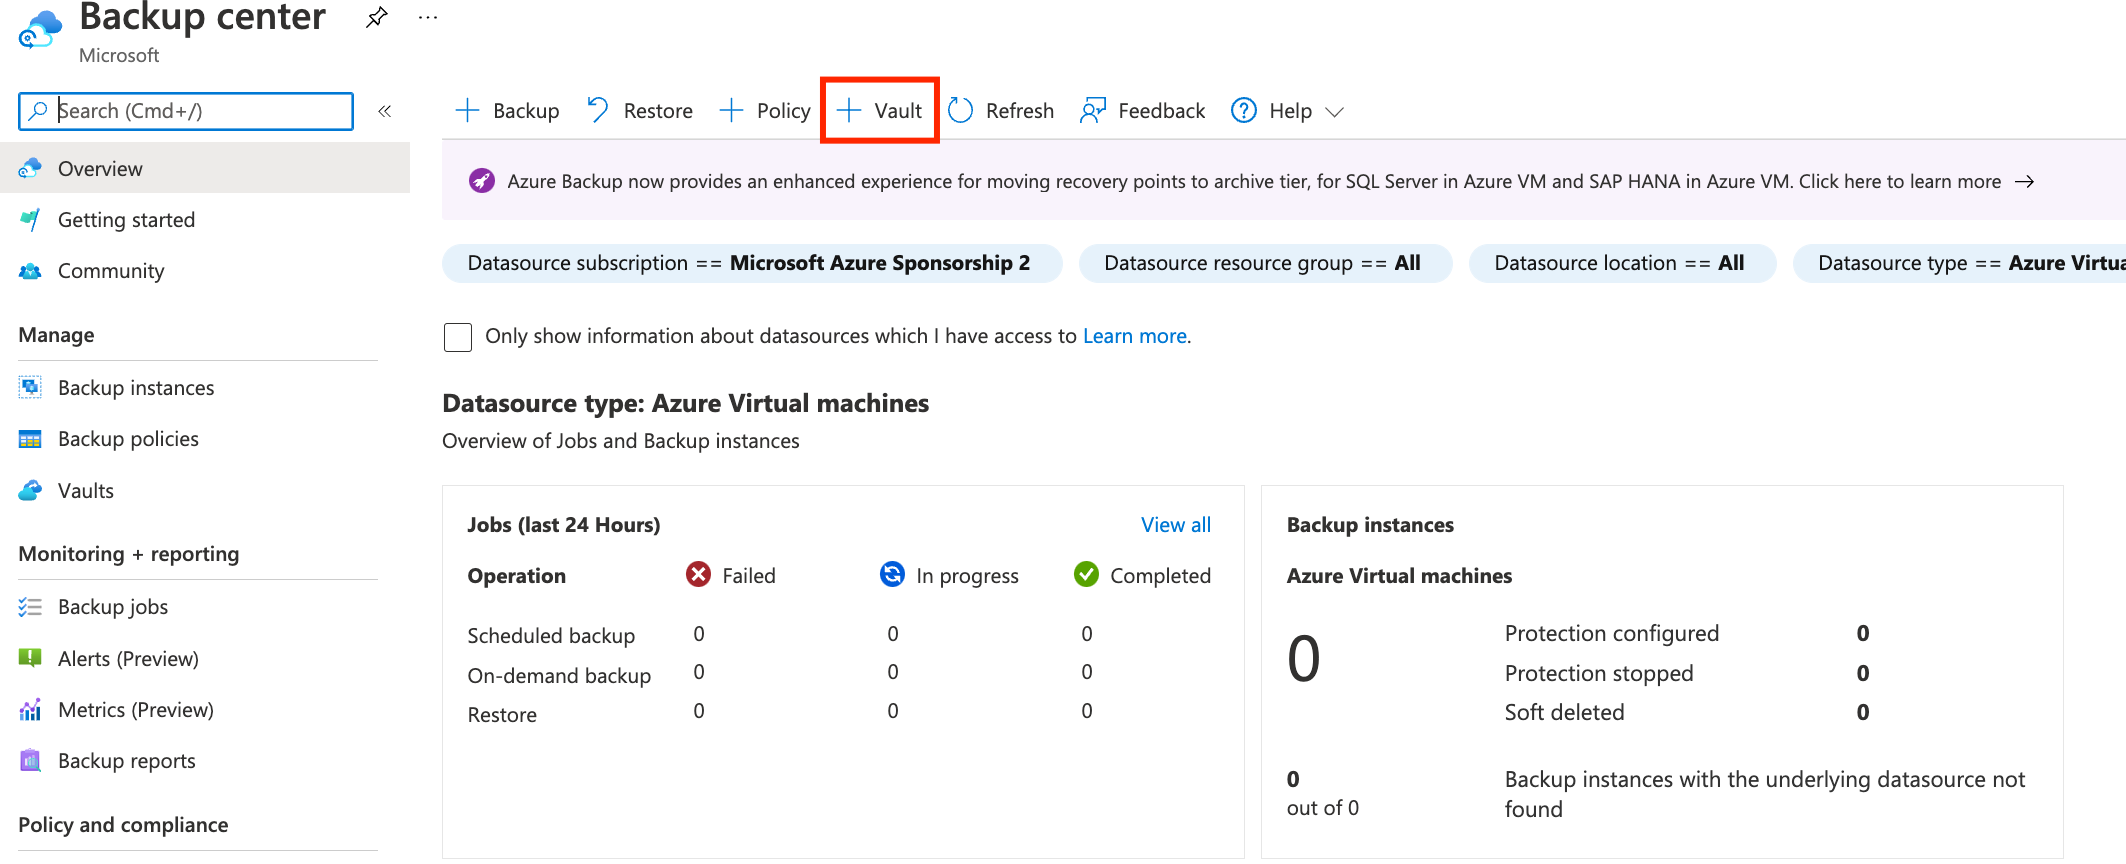 Backup center
Microsoft
Search (Cmd+/)
Overview
Getting started
Community
Manage
Backup instances
Backup policies
Vaults
Monitoring + reporting
Backup jobs
Alerts (Preview)
Metrics (Preview)
Backup reports
Policy and compliance
Backup Restore Policy Vault Refresh Feedback Help
Azure Backup now provides an enhanced experience for moving recovery points to archive tier, for SQL Server in Azure VM and SAP HANA in Azure VM. Click here to learn more →
Datasource subscription == Microsoft Azure Sponsorship 2 Datasource resource group == All Datasource location == All Datasource type == Azure Virtua
Only show information about datasources which I have access to Learn more.
Datasource type: Azure Virtual machines
Overview of Jobs and Backup instances
Jobs (last 24 Hours) View all
Operation Failed In progress Completed
Scheduled backup 0 0 0
On-demand backup 0 0 0
Restore 0 0 0
Backup instances
Azure Virtual machines
0
Protection configured 0
Protection stopped 0
Soft deleted 0
0
out of 0
Backup instances with the underlying datasource not
found